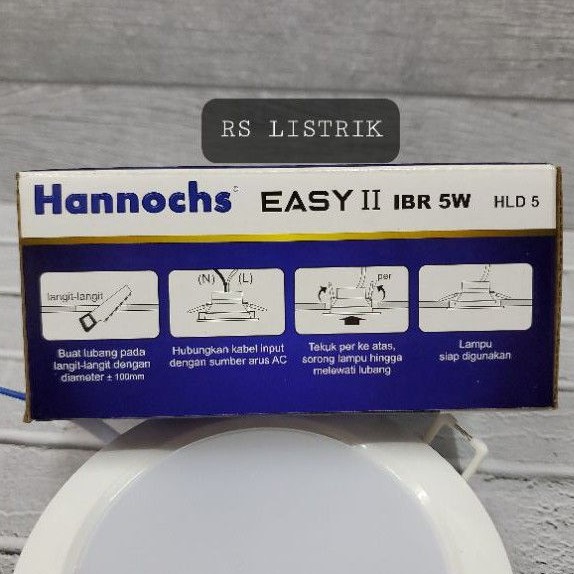 RS LISTRIK
Hannochs® EASY II IBR 5W HLD 5
langit-langit
(N) (L)
per
Buat lubang pada
langit-langit dengan
diameter ± 100mm
Hubungkan kabel input
dengan sumber arus AC
Tekuk per ke atas,
sorong lampu hingga
melewati lubang
Lampu
siap digunakan